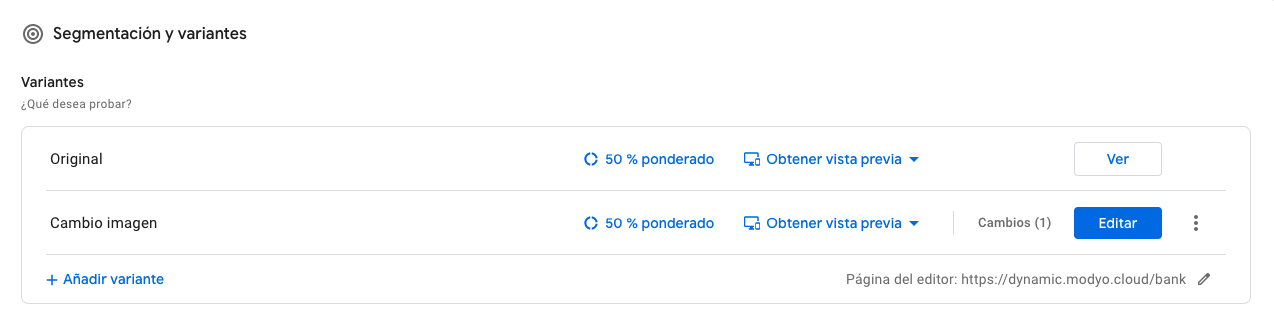 Segmentación y variantes
Variantes
¿Qué desea probar?
Original 50 % ponderado Obtener vista previa Ver
Cambio imagen 50 % ponderado Obtener vista previa Cambios (1) Editar
+ Añadir variante Página del editor: https://dynamic.modyo.cloud/bank